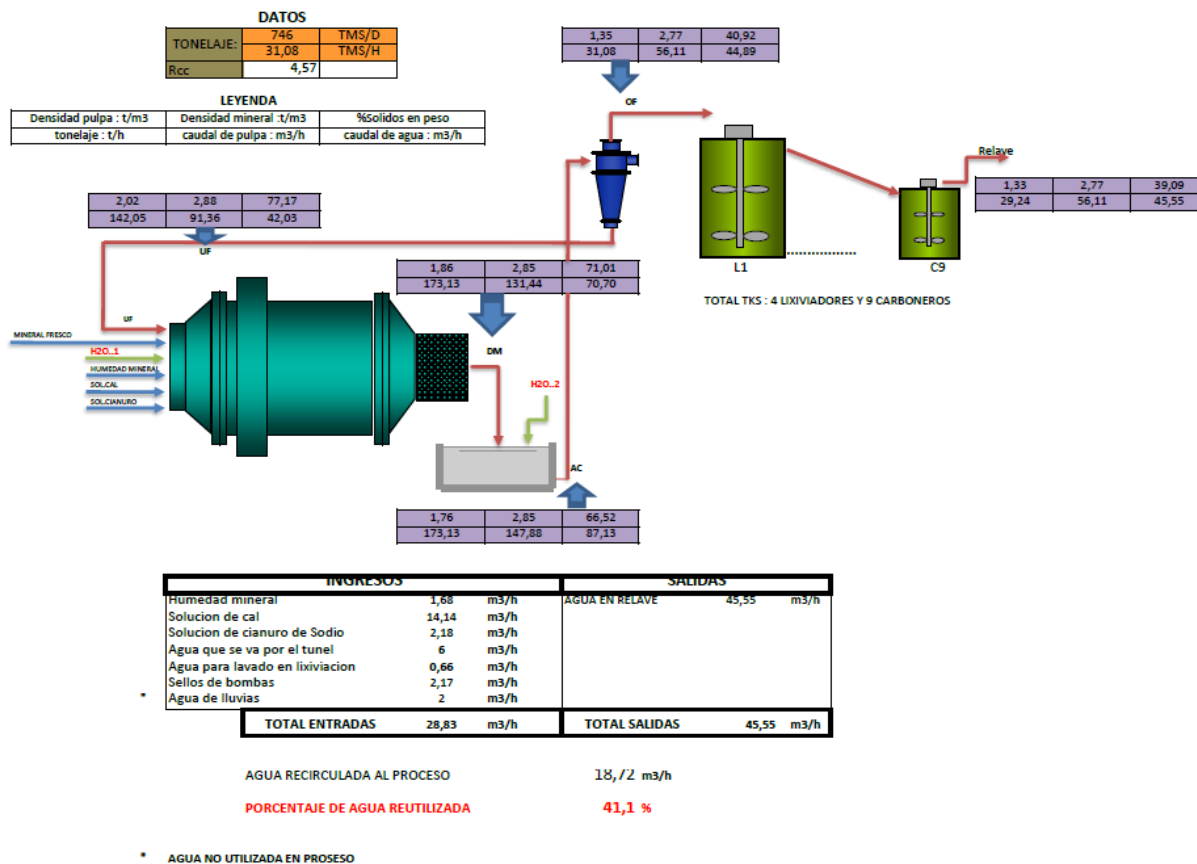 DATOS
TONELAJE: 746 TMS/D
31,08 TMS/H
Rcc 4,57
1,35 2,77 40,92
31,08 56,11 44,89
LEYENDA
Densidad pulpa : t/m3 Densidad mineral :t/m3 %Solidos en peso
tonelaje : t/h caudal de pulpa : m3/h caudal de agua : m3/h
OF
Relave
1,33 2,77 39,09
29,24 56,11 45,55
2,02 2,88 77,17
142,05 91,36 42,03
UF
L1
................
C9
1,86 2,85 71,01
173,13 131,44 70,70
TOTAL TKS : 4 LIXIVIADORES Y 9 CARBONEROS
UF
MINERAL FRESCO
H2O..1
HUMEDAD MINERAL
SOL.CAL
SOL.CIANURO
DM
H2O..2
AC
1,76 2,85 66,52
173,13 147,88 87,13
INGRESOS SALIDAS
Humedad mineral 1,68 m3/h AGUA EN RELAVE 45,55 m3/h
Solucion de cal 14,14 m3/h
Solucion de cianuro de Sodio 2,18 m3/h
Agua que se va por el tunel 6 m3/h
Agua para lavado en lixiviacion 0,66 m3/h
Sellos de bombas 2,17 m3/h
* Agua de lluvias 2 m3/h
TOTAL ENTRADAS 28,83 m3/h TOTAL SALIDAS 45,55 m3/h
AGUA RECIRCULADA AL PROCESO 18,72 m3/h
PORCENTAJE DE AGUA REUTILIZADA 41,1 %
* AGUA NO UTILIZADA EN PROSESO